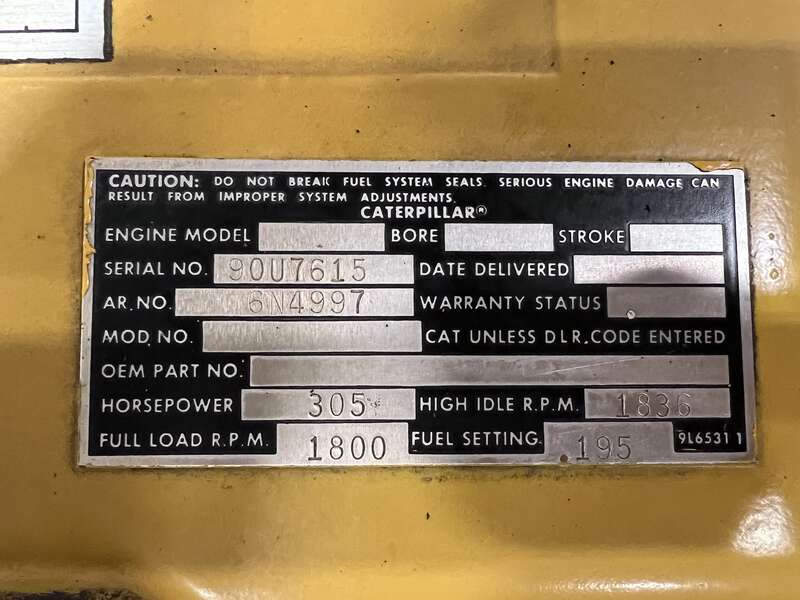 CAUTION: DO NOT BREAK FUEL SYSTEM SEALS. SERIOUS ENGINE DAMAGE CAN
RESULT FROM IMPROPER SYSTEM ADJUSTMENTS.
CATERPILLAR®
ENGINE MODEL BORE STROKE
SERIAL NO. 90U7615 DATE DELIVERED
AR. NO. 6N4997 WARRANTY STATUS
MOD. NO. CAT UNLESS DLR. CODE ENTERED
OEM PART NO.
HORSEPOWER 305 HIGH IDLE R.P.M. 1836
FULL LOAD R.P.M. 1800 FUEL SETTING. 195 9L6531 1